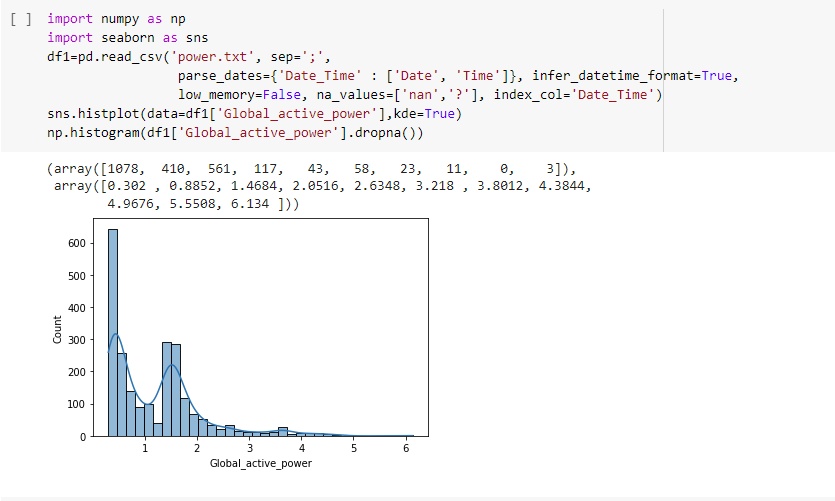 [ ] import numpy as np
import seaborn as sns
df1=pd.read_csv('power.txt', sep=';',
parse_dates={'Date_Time' : ['Date', 'Time']}, infer_datetime_format=True,
low_memory=False, na_values=['nan','?'], index_col='Date_Time')
sns.histplot(data=df1['Global_active_power'],kde=True)
np.histogram(df1['Global_active_power'].dropna())
(array([1078, 410, 561, 117, 43, 58, 23, 11, 0, 3]),
array([0.302 , 0.8852, 1.4684, 2.0516, 2.6348, 3.218 , 3.8012, 4.3844,
4.9676, 5.5508, 6.134 ]))
600
500
400
300
200
100
0
Count
1 2 3 4 5 6
Global_active_power